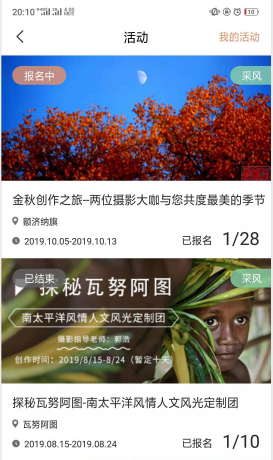 20:10
活动
我的活动
报名中
采风
金秋创作之旅--两位摄影大咖与您共度最美的季节
额济纳旗
2019.10.05-2019.10.13
已报名 1/28
已结束
采风
探秘瓦努阿图
南太平洋风情人文风光定制团
摄影指导老师：郭浩
创作时间：2019/8/15-8/24（暂定十天）
探秘瓦努阿图-南太平洋风情人文风光定制团
瓦努阿图
2019.08.15-2019.08.24
已报名 1/10